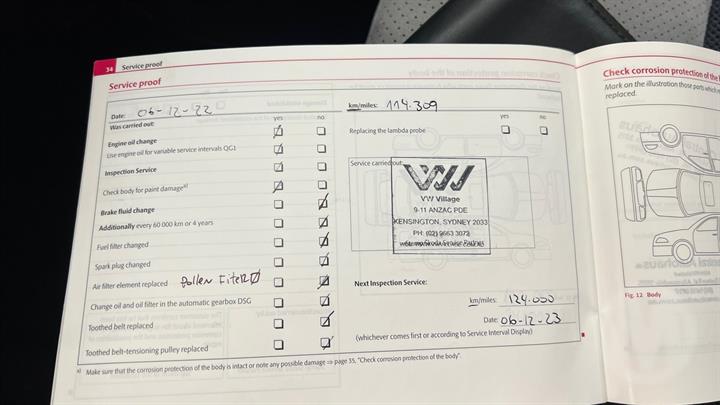 34 Service proof
Service proof
Date: 06-12-22
km/miles: 114.309
Was carried out:
yes no
yes no
Engine oil change
Replacing the lambda probe
Use engine oil for variable service intervals QG1
Inspection Service
Service carried out:
Check body for paint damage a)
Brake fluid change
Additionally every 60 000 km or 4 years
Fuel filter changed
Spark plug changed
Air filter element replaced Pollen Fiter
Change oil and oil filter in the automatic gearbox DSG
Toothed belt replaced
Toothed belt-tensioning pulley replaced
VW
VW Village
9-11 ANZAC PDE
KENSINGTON, SYDNEY 2033
PH: (02) 9663 3073
Next Inspection Service:
km/miles: 124.000
Date: 06-12-23
(whichever comes first or according to Service Interval Display)
a) Make sure that the corrosion protection of the body is intact or note any possible damage ⇒ page 35, "Check corrosion protection of the body".
Check corrosion protection of the
Mark on the illustration those parts which
replaced.
Fig. 12 Body